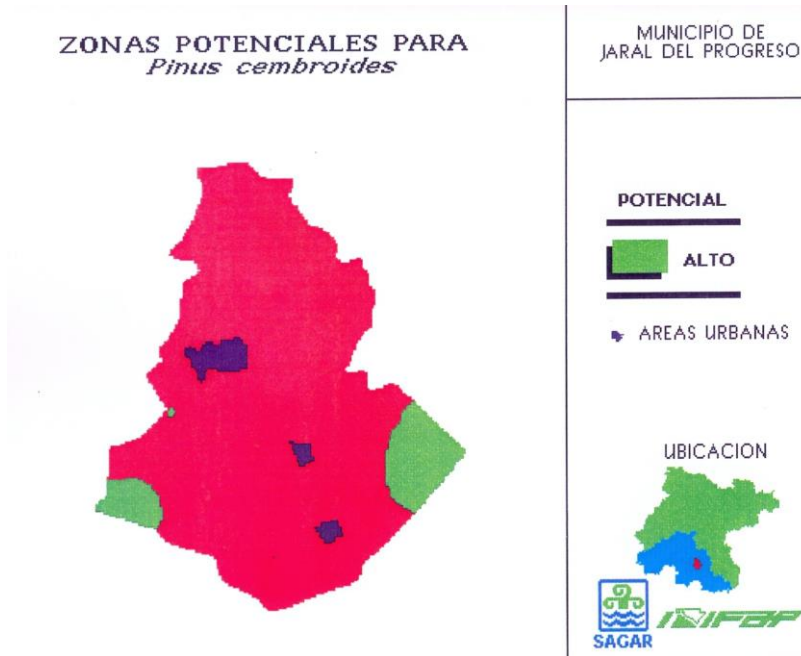 ZONAS POTENCIALES PARA
Pinus cembroides
MUNICIPIO DE
JARAL DEL PROGRESO
POTENCIAL
ALTO
AREAS URBANAS
UBICACION
SAGAR
INIFAP